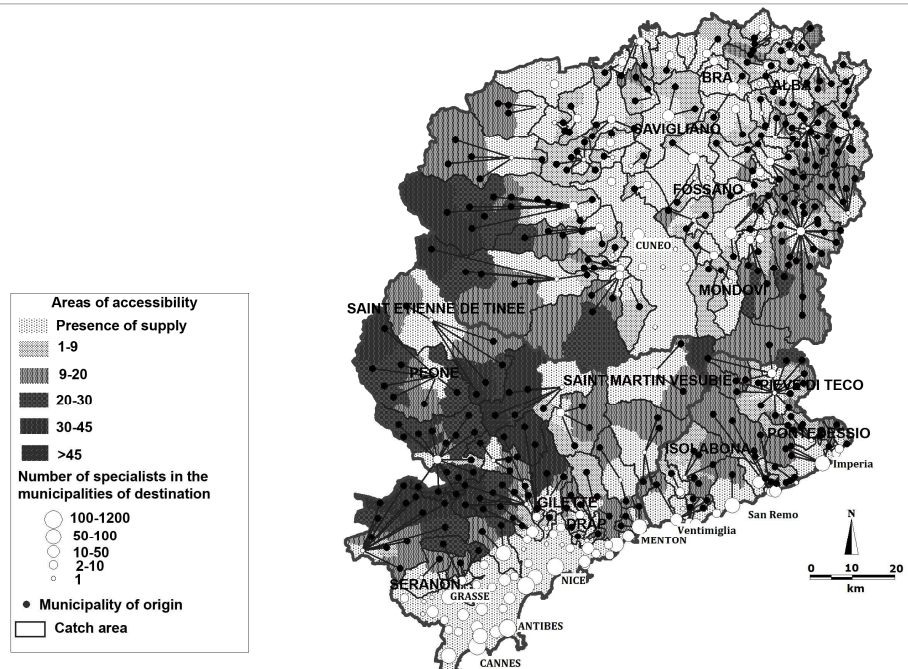 BRA
ALBA
SAVIGLIANO
FOSSANO
CUNEO
MONDOVI
Areas of accessibility
Presence of supply
1-9
9-20
20-30
30-45
>45
Number of specialists in the
municipalities of destination
100-1200
50-100
10-50
2-10
1
Municipality of origin
Catch area
SAINT ETIENNE DE TINEE
PEONE
SAINT MARTIN VESUBIE
PIEVE DI TECO
PONTEDESSIO
ISOLABONA
Imperia
GILETTE
San Remo
DRAP
Ventimiglia
MENTON
N
NICE
SERANON
GRASSE
0 10 20
km
ANTIBES
CANNES